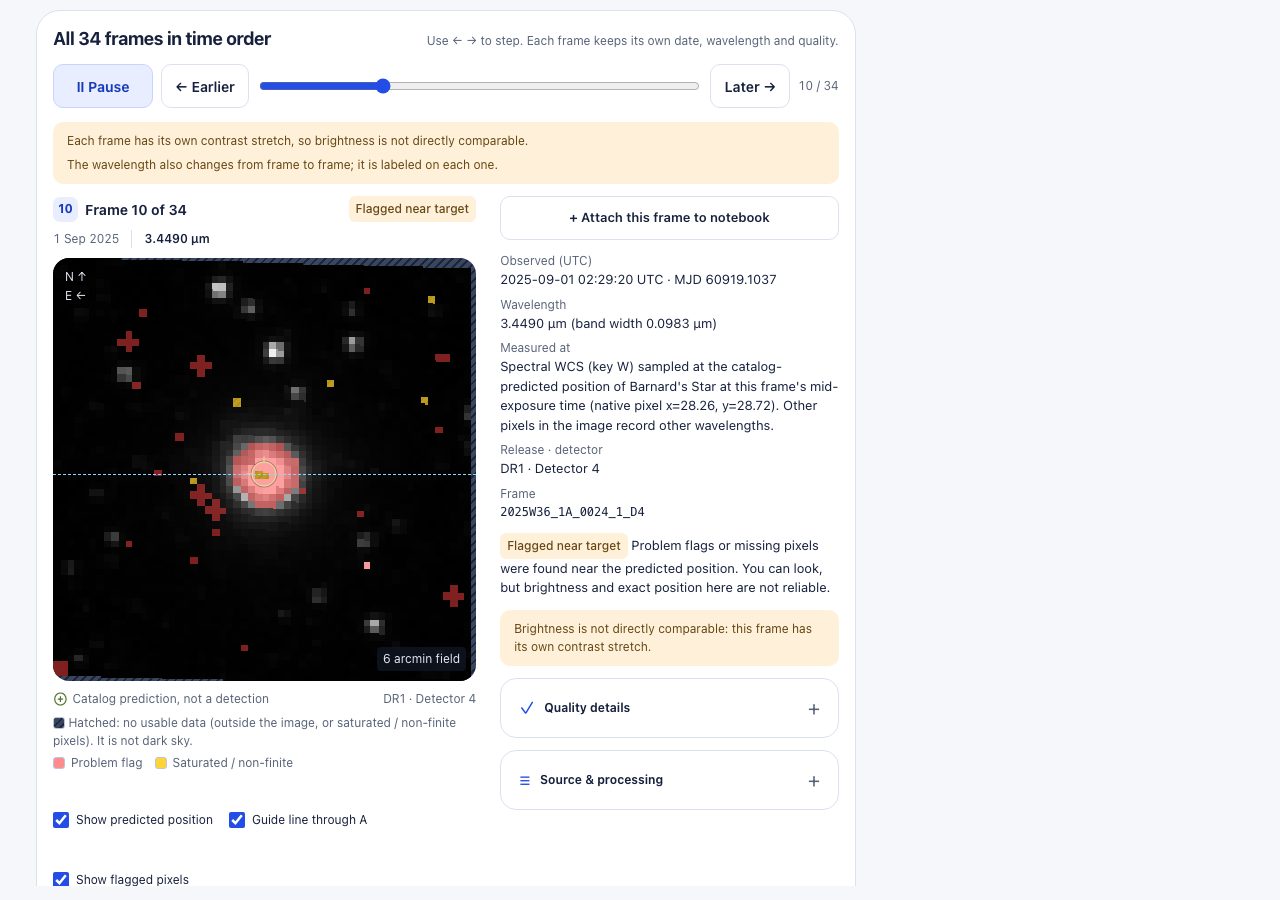 All 34 frames in time order
Use ← → to step. Each frame keeps its own date, wavelength and quality.
II Pause
← Earlier
Later →
10 / 34
Each frame has its own contrast stretch, so brightness is not directly comparable.
The wavelength also changes from frame to frame; it is labeled on each one.
10 Frame 10 of 34
Flagged near target
1 Sep 2025
3.4490 µm
N ↑
E ←
6 arcmin field
Catalog prediction, not a detection
DR1 · Detector 4
Hatched: no usable data (outside the image, or saturated / non-finite
pixels). It is not dark sky.
Problem flag
Saturated / non-finite
Show predicted position
Guide line through A
Show flagged pixels
+ Attach this frame to notebook
Observed (UTC)
2025-09-01 02:29:20 UTC · MJD 60919.1037
Wavelength
3.4490 µm (band width 0.0983 µm)
Measured at
Spectral WCS (key W) sampled at the catalog-
predicted position of Barnard's Star at this frame's mid-
exposure time (native pixel x=28.26, y=28.72). Other
pixels in the image record other wavelengths.
Release · detector
DR1 · Detector 4
Frame
2025W36_1A_0024_1_D4
Flagged near target Problem flags or missing pixels
were found near the predicted position. You can look,
but brightness and exact position here are not reliable.
Brightness is not directly comparable: this frame has
its own contrast stretch.
Quality details
+
Source & processing
+